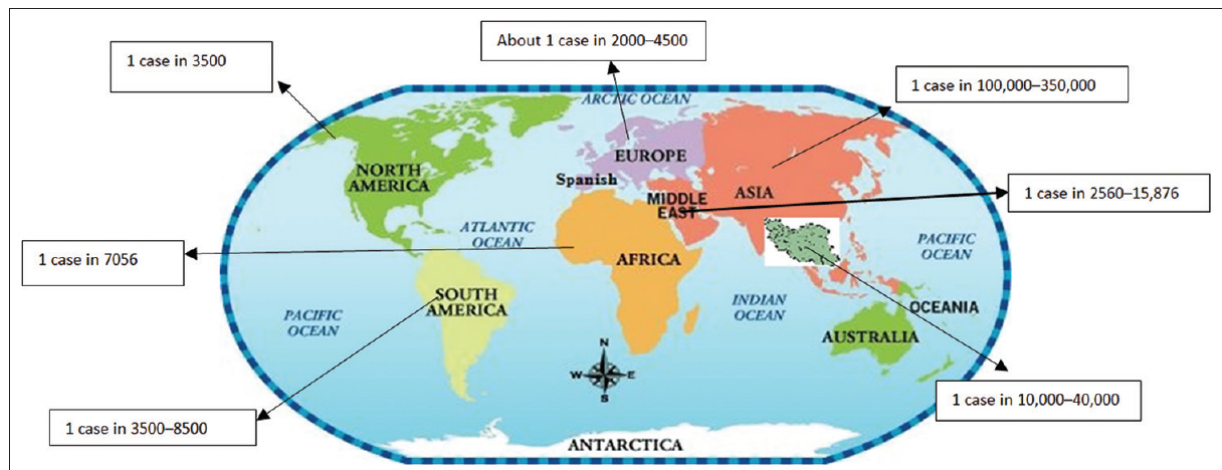 About 1 case in 2000–4500
1 case in 3500
1 case in 100,000–350,000
ARCTIC OCEAN
EUROPE
NORTH
AMERICA
Spanish
ASIA
MIDDLE
EAST
1 case in 2560–15,876
ATLANTIC
OCEAN
PACIFIC
OCEAN
1 case in 7056
AFRICA
SOUTH
AMERICA
INDIAN
OCEAN
OCEANIA
PACIFIC
OCEAN
AUSTRALIA
N
W
E
S
1 case in 10,000–40,000
1 case in 3500–8500
ANTARCTICA